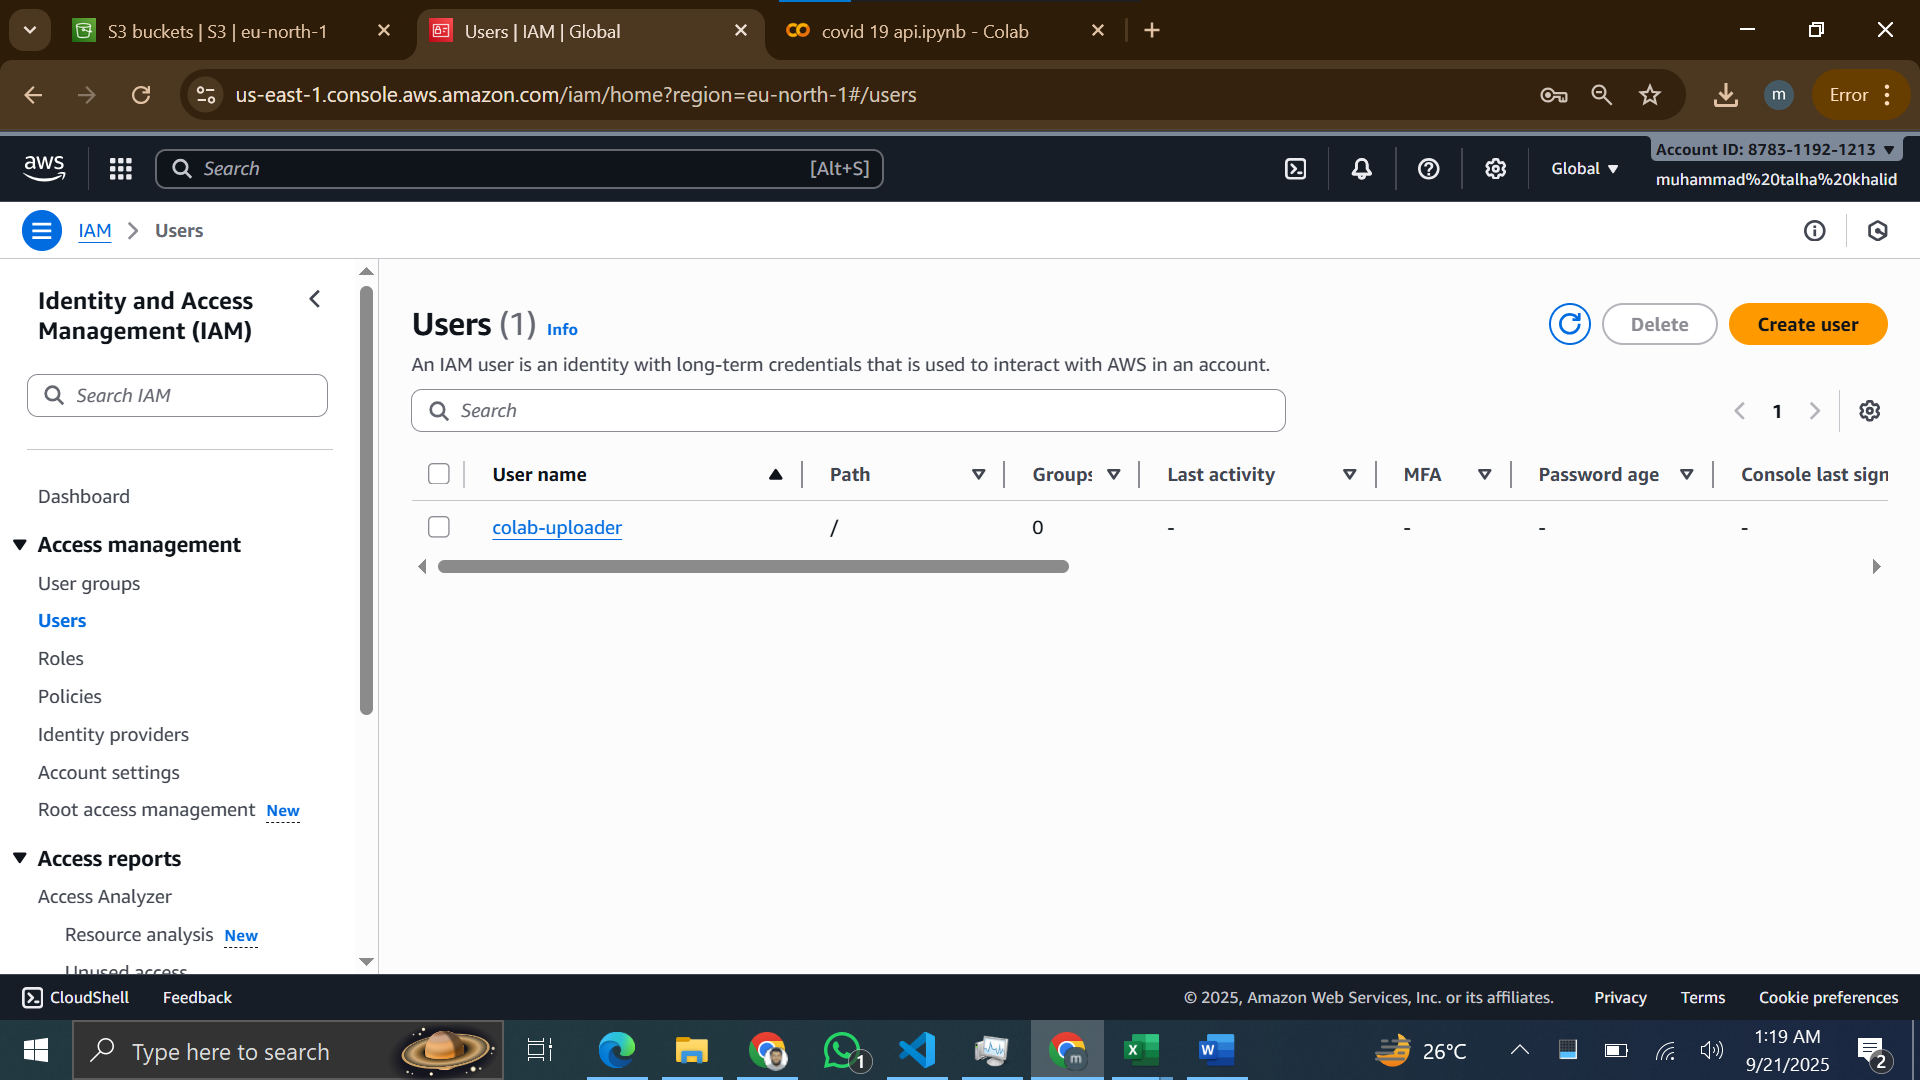 S3 buckets | S3 | eu-north-1
Users | IAM | Global
covid 19 api.ipynb - Colab
us-east-1.console.aws.amazon.com/iam/home?region=eu-north-1#/users
m
Error
aws
Search
[Alt+S]
Global
Account ID: 8783-1192-1213
muhammad%20talha%20khalid
IAM
Users
Identity and Access
Management (IAM)
Search IAM
Dashboard
Access management
User groups
Users
Roles
Policies
Identity providers
Account settings
Root access management New
Access reports
Access Analyzer
Resource analysis New
Unused access
Users (1) Info
Delete
Create user
An IAM user is an identity with long-term credentials that is used to interact with AWS in an account.
Search
1
User name Path Groups Last activity MFA Password age Console last sign
colab-uploader / 0 - - - -
CloudShell
Feedback
© 2025, Amazon Web Services, Inc. or its affiliates.
Privacy
Terms
Cookie preferences
Type here to search
1
m
26°C
1:19 AM
9/21/2025
2